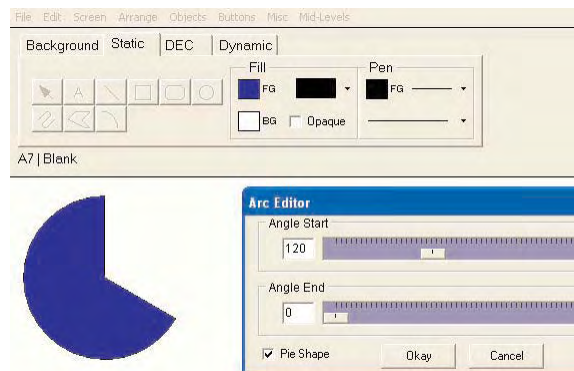 File Edit Screen Arrange Objects Buttons Misc Mid-Levels
Background Static DEC Dynamic
Fill Pen
FG FG
BG Opaque
A7 | Blank
Arc Editor
Angle Start
120
Angle End
0
Pie Shape Okay Cancel